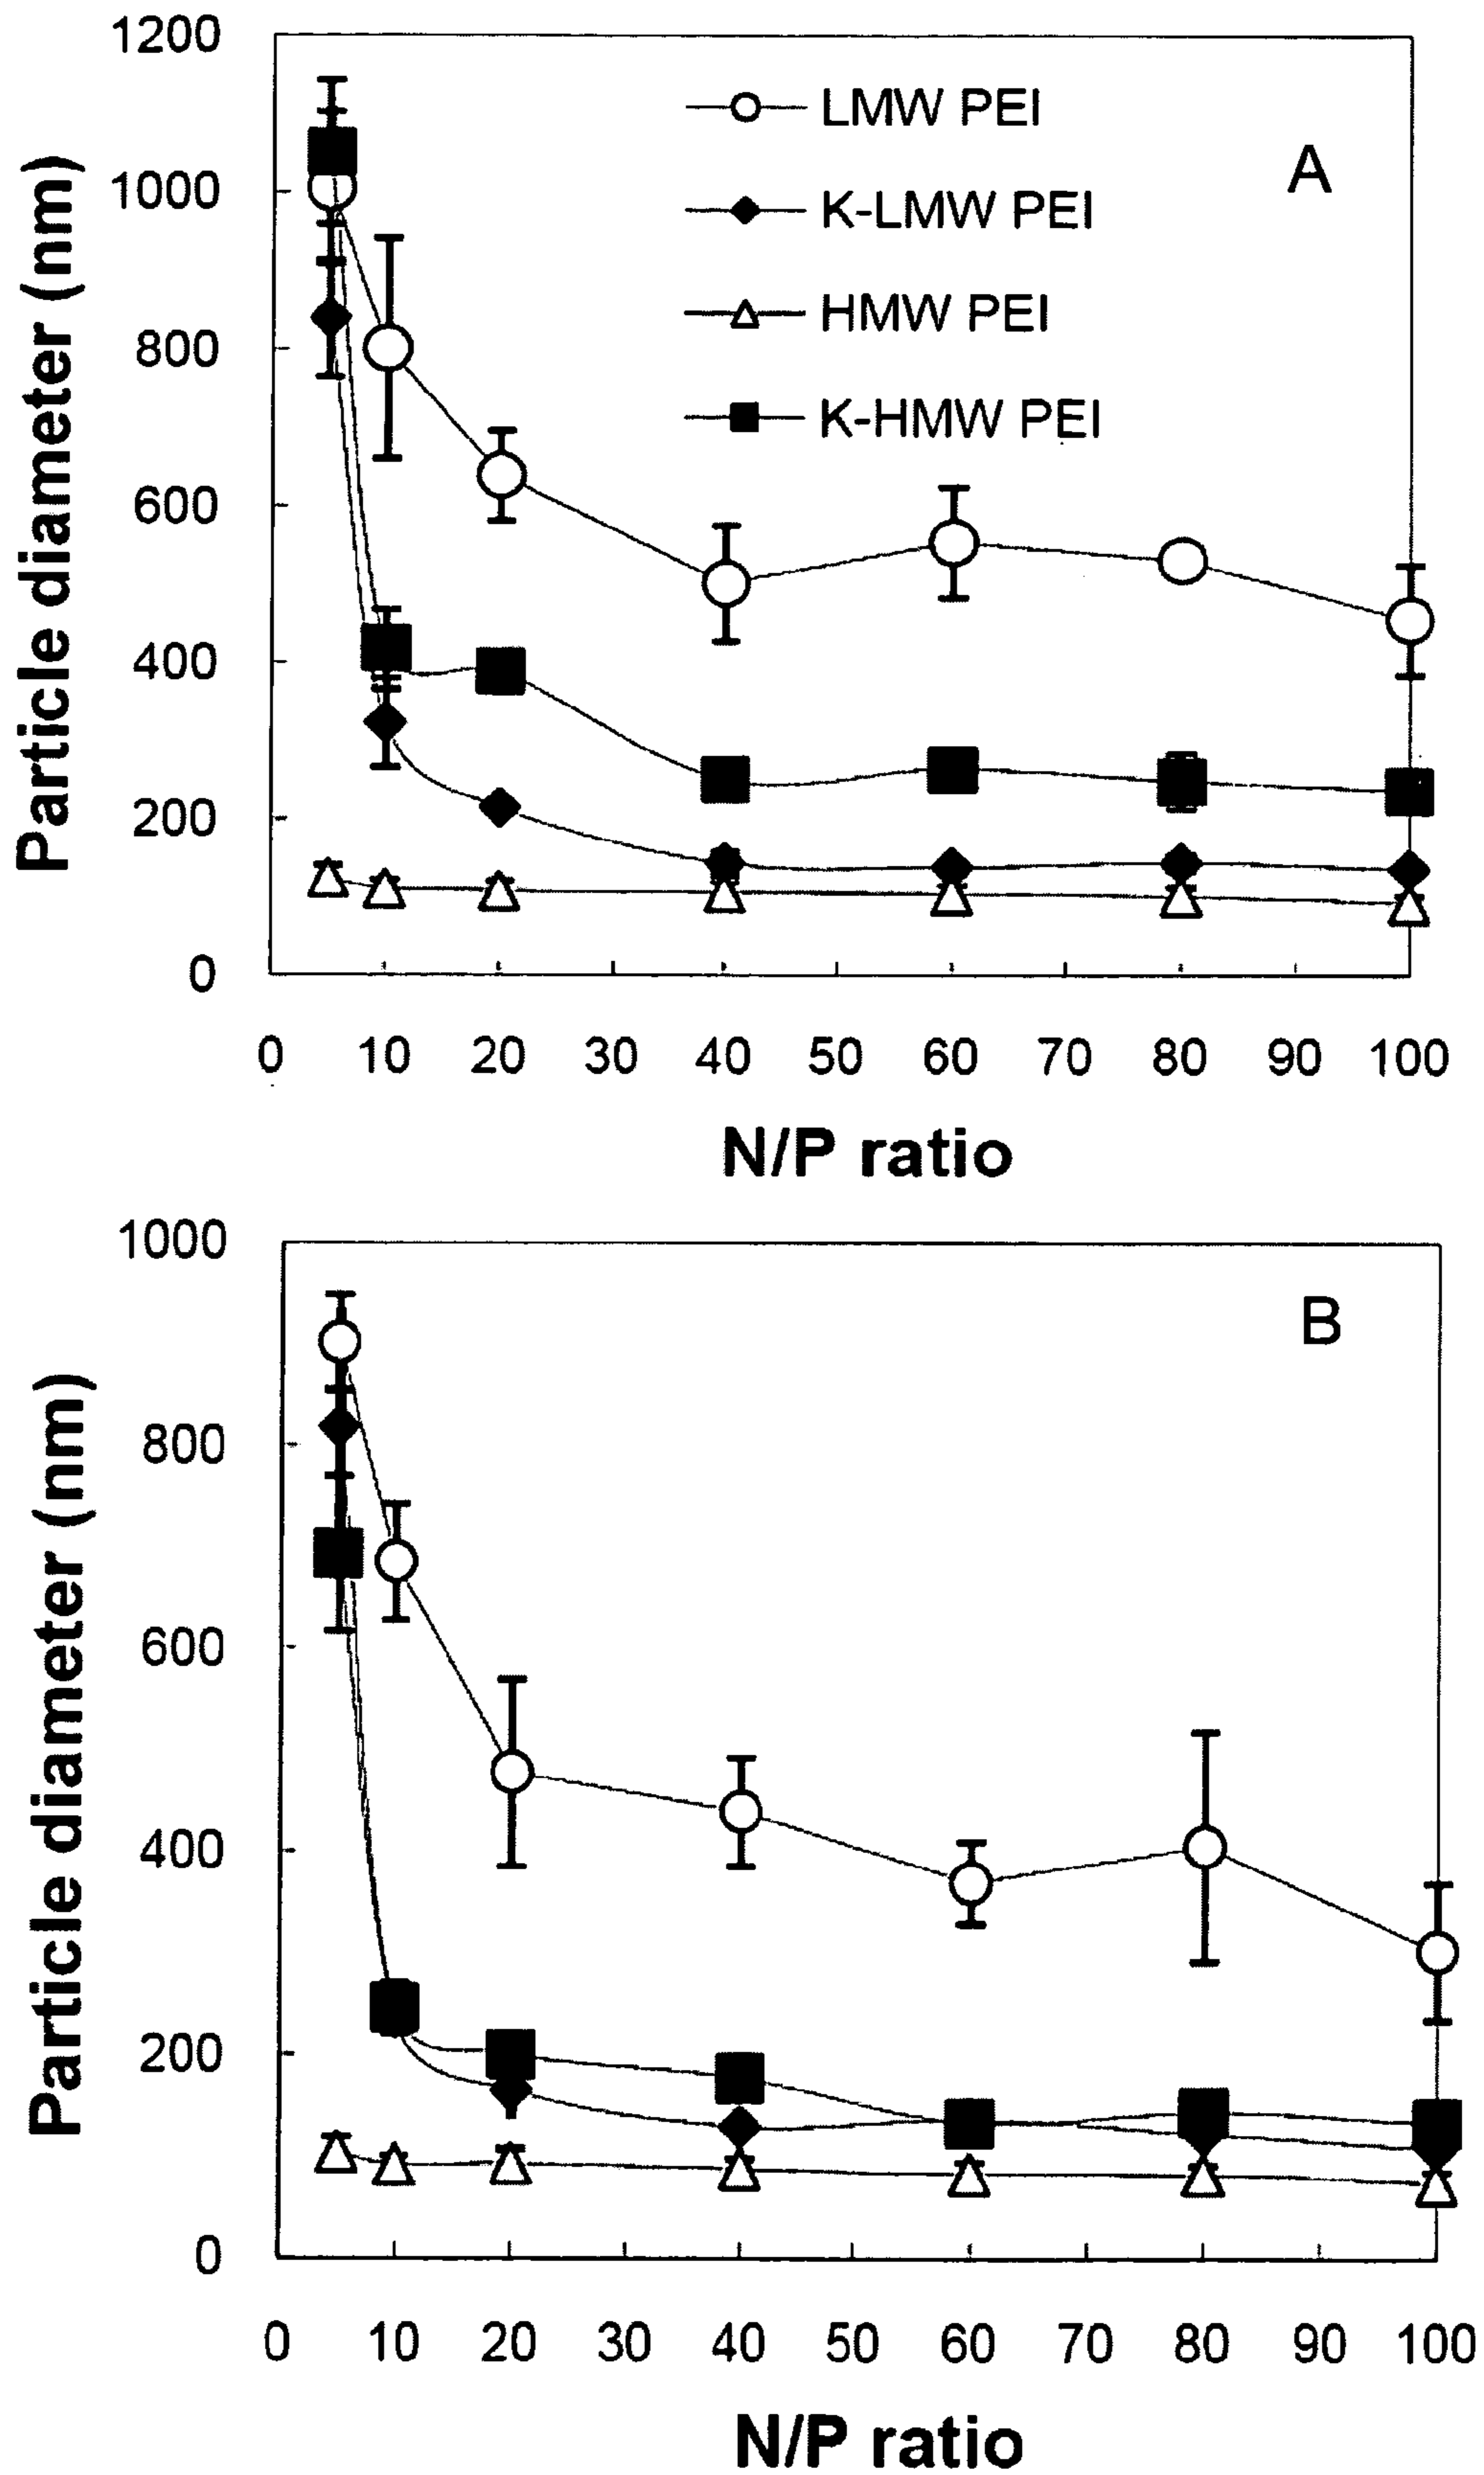 1200
1000
800
600
400
200
0
Particle diameter (nm)
LMW PEI
K-LMW PEI
HMW PEI
K-HMW PEI
A
0 10 20 30 40 50 60 70 80 90 100
N/P ratio
1000
800
600
400
200
0
Particle diameter (nm)
B
0 10 20 30 40 50 60 70 80 90 100
N/P ratio